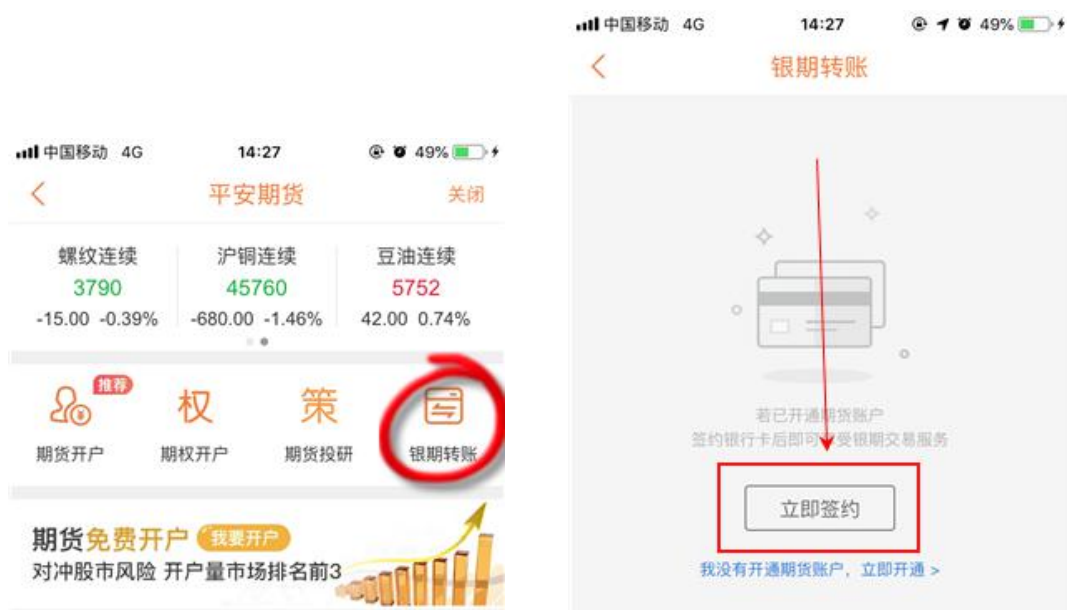 中国移动 4G 14:27 49%
平安期货 关闭
螺纹连续 沪铜连续 豆油连续
3790 45760 5752
-15.00 -0.39% -680.00 -1.46% 42.00 0.74%
推荐
权 策
期货开户 期权开户 期货投研 银期转账
期货免费开户 我要开户
对冲股市风险 开户量市场排名前3
中国移动 4G 14:27 49%
银期转账
若已开通期货账户
签约银行卡后即可享受银期交易服务
立即签约
我没有开通期货账户，立即开通 >